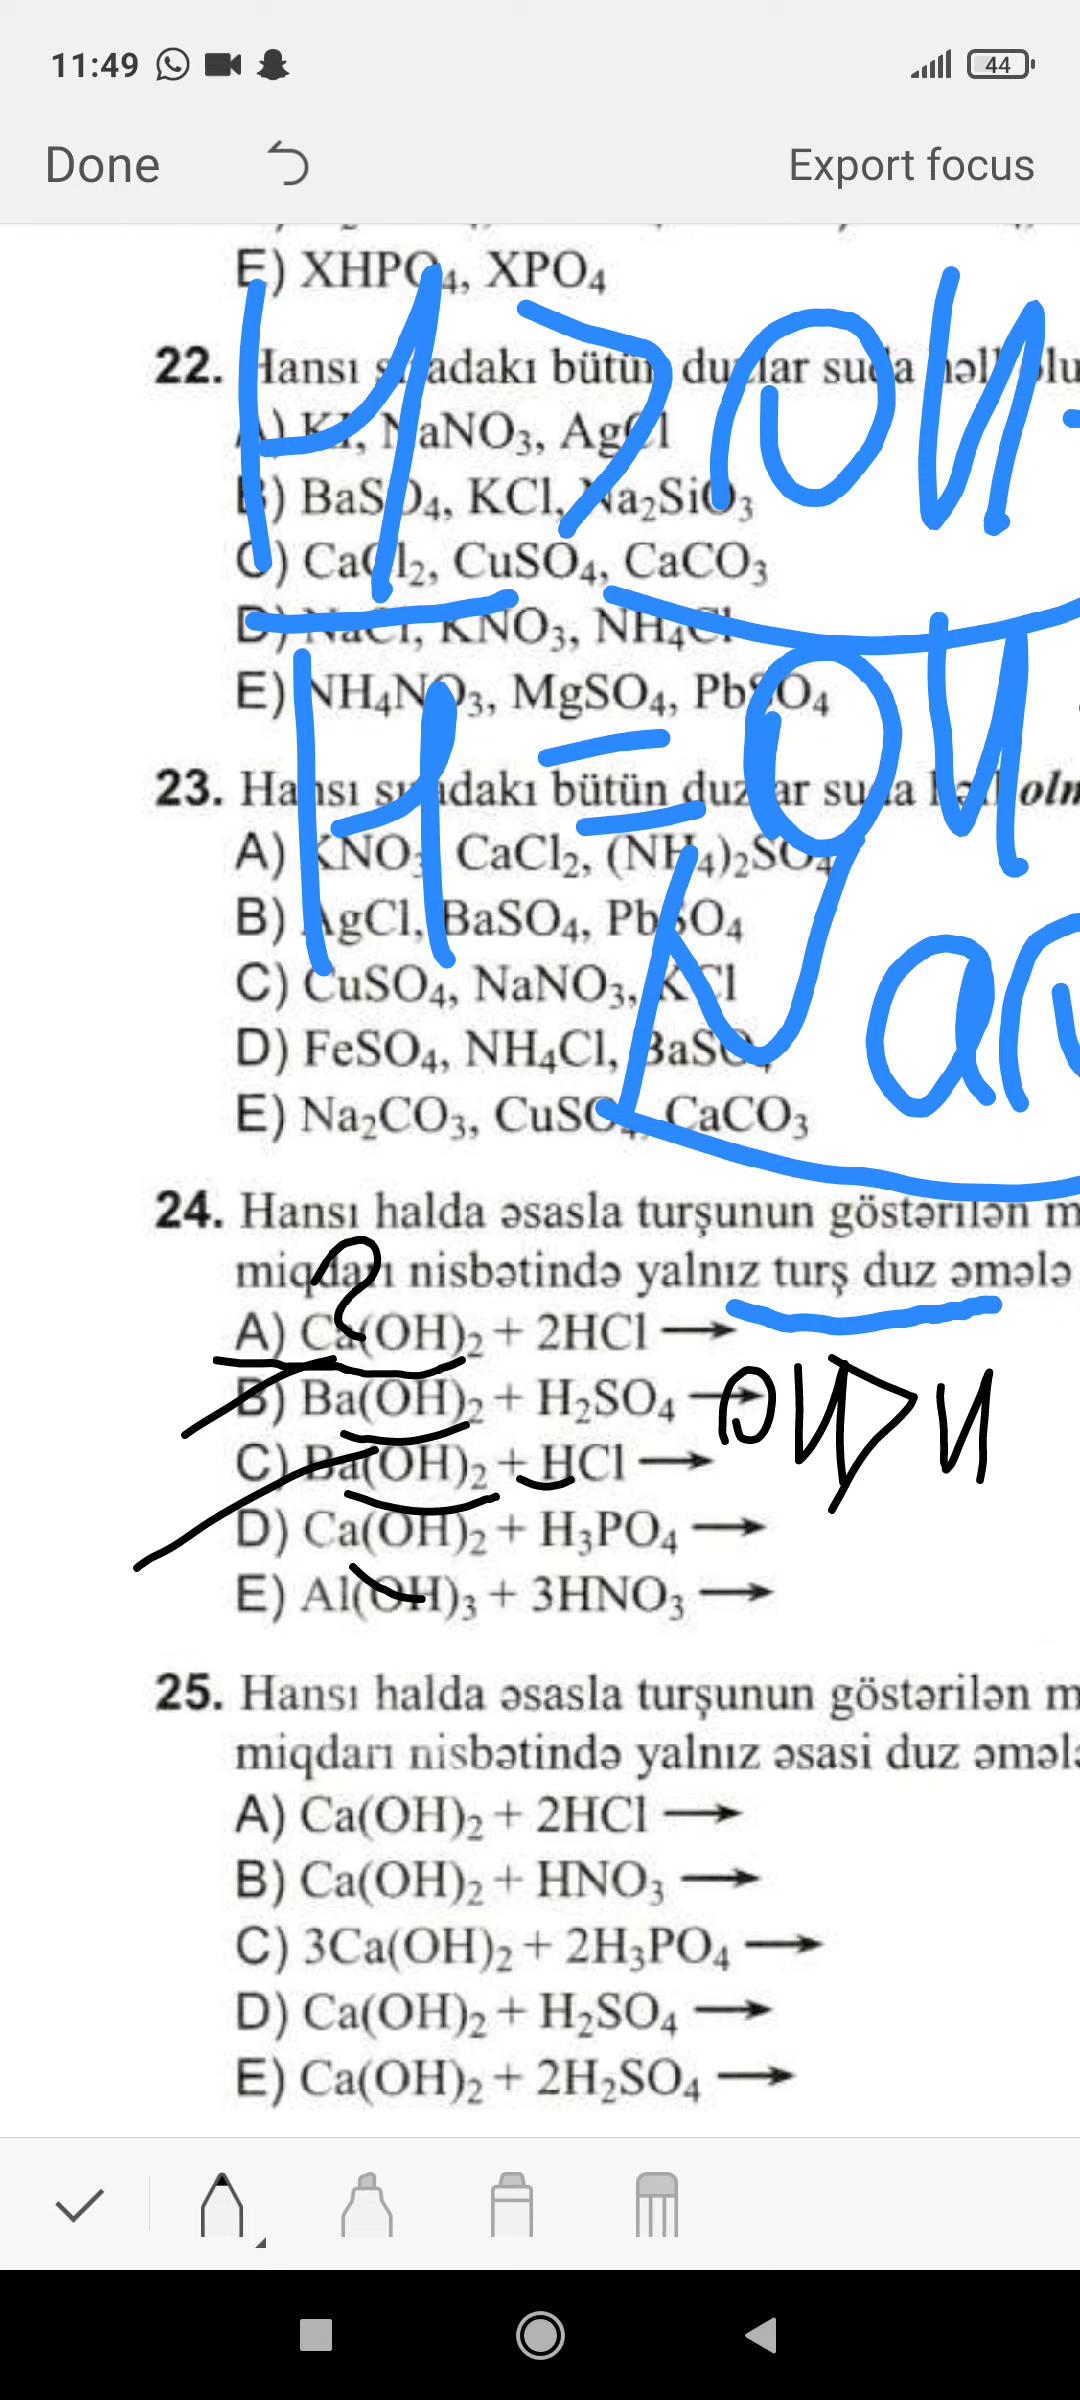 11:49 44
Done Export focus
E) XHPO₄, XPO₄
H>OH
22. Hansı sıradakı bütün duzlar suda həll olu
A) KI, NaNO₃, AgCl
B) BaSO₄, KCl, Na₂SiO₃
C) CaCl₂, CuSO₄, CaCO₃
D) NaCl, KNO₃, NH₄Cl
E) NH₄NO₃, MgSO₄, PbSO₄
H=OH
23. Hansı sıradakı bütün duzlar suda həll oln
A) KNO₃, CaCl₂, (NH₄)₂SO₄
B) AgCl, BaSO₄, PbSO₄
C) CuSO₄, NaNO₃, KCl
D) FeSO₄, NH₄Cl, BaSO₄
E) Na₂CO₃, CuSO₄, CaCO₃
24. Hansı halda əsasla turşunun göstərilən m
miqdarı nisbətində yalnız turş duz əmələ
2
A) Ca(OH)₂ + 2HCl →
B) Ba(OH)₂ + H₂SO₄ →
OH>H
C) Ba(OH)₂ + HCl →
D) Ca(OH)₂ + H₃PO₄ →
E) Al(OH)₃ + 3HNO₃ →
25. Hansı halda əsasla turşunun göstərilən m
miqdarı nisbətində yalnız əsasi duz əmələ
A) Ca(OH)₂ + 2HCl →
B) Ca(OH)₂ + HNO₃ →
C) 3Ca(OH)₂ + 2H₃PO₄ →
D) Ca(OH)₂ + H₂SO₄ →
E) Ca(OH)₂ + 2H₂SO₄ →